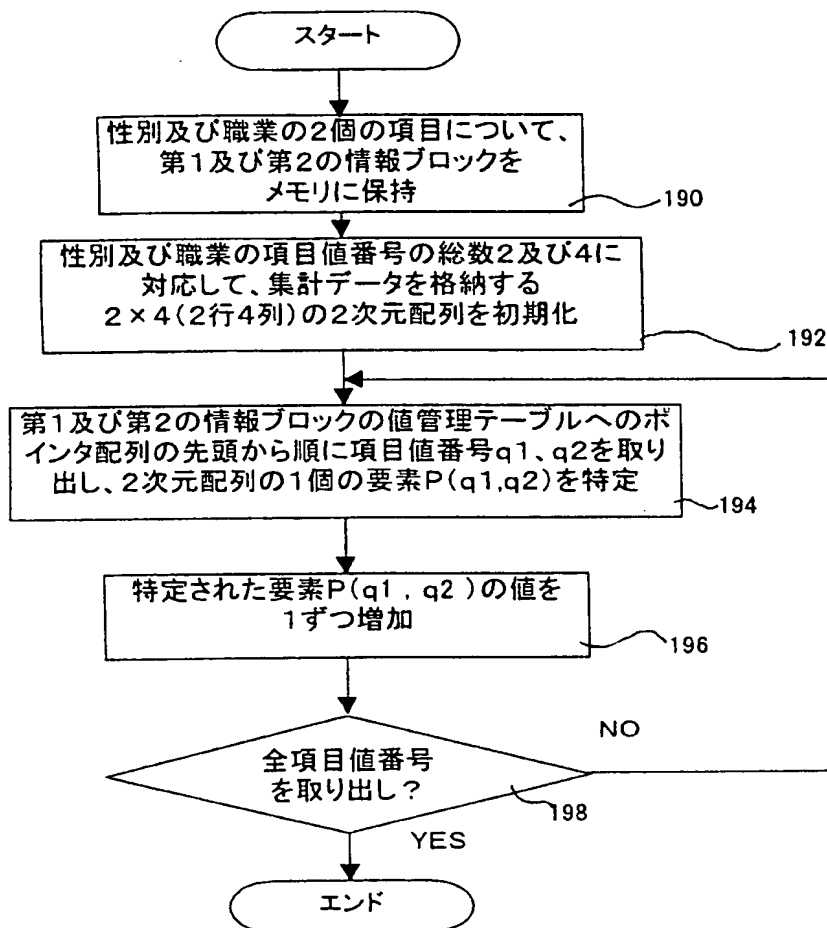 スタート
性別及び職業の2個の項目について、
第1及び第2の情報ブロックを
メモリに保持
190
性別及び職業の項目値番号の総数2及び4に
対応して、集計データを格納する
2×4(2行4列)の2次元配列を初期化
192
第1及び第2の情報ブロックの値管理テーブルへのポ
インタ配列の先頭から順に項目値番号q1、q2を取り
出し、2次元配列の1個の要素P(q1,q2)を特定
194
特定された要素P(q1,q2)の値を
1ずつ増加
196
NO
全項目値番号
を取り出し?
198
YES
エンド